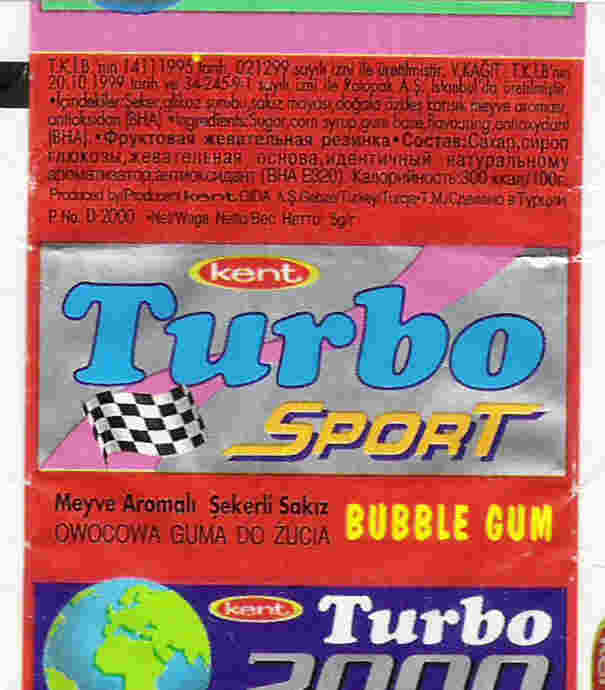 T.K.İ.B.'nın 14.11.1995 tarih, 021299 sayılı izni ile üretilmiştir. V.KAĞIT: T.K.İ.B'nın
20.10.1999 tarih ve 34-2459-1 sayılı izni ile Rotopak A.Ş. İstanbul'da üretilmiştir.
•İçindekiler: Şeker, glikoz şurubu, sakız mayası, doğala özdeş karışık meyve aroması,
antioksidan (BHA) •Ingredients: Sugar, corn syrup, gum base, flavouring, antioxydant
(BHA). •Фруктовая жевательная резинка•Состав:Сахар,сироп
глюкозы,жевательная основа,идентичный натуральному
ароматизатор,антиоксидант (BHA E320). Калорийность:300 ккал/100г.
Produced by/Producent kent GIDA A.Ş. Gebze/Turkey/Turcja•T.M.,Сделано в Турции
P. No. D-2000 •Net/Waga Netto/Вес Нетто: 5g/г
kent
Turbo
SPORT
Meyve Aromalı Şekerli Sakız
OWOCOWA GUMA DO ŻUCIA
BUBBLE GUM
kent
Turbo
2000